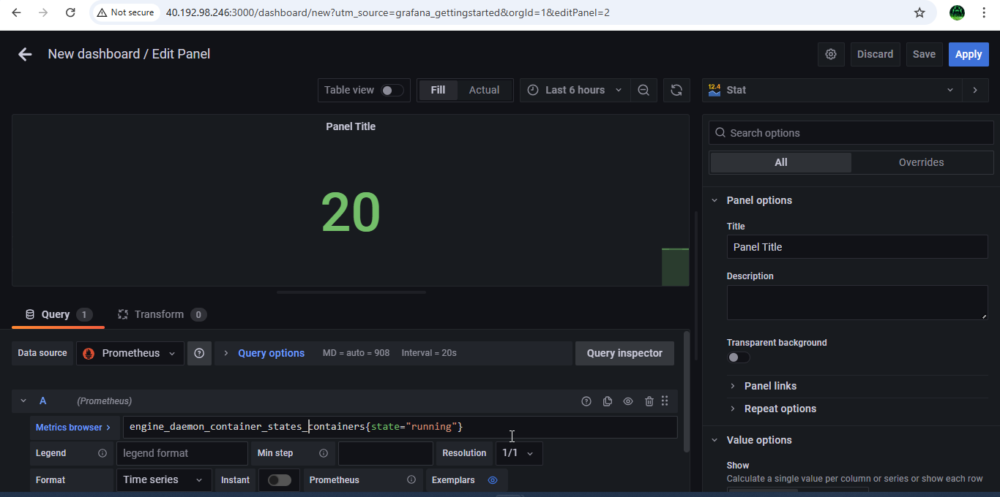 Not secure
40.192.98.246:3000/dashboard/new?utm_source=grafana_gettingstarted&orgId=1&editPanel=2
New dashboard / Edit Panel
Discard
Save
Apply
Table view
Fill
Actual
Last 6 hours
12.4
Stat
Panel Title
20
Search options
All
Overrides
Panel options
Title
Panel Title
Description
Transparent background
Panel links
Repeat options
Value options
Show
Calculate a single value per column or series or show each row
Query 1
Transform 0
Data source
Prometheus
Query options
MD = auto = 908
Interval = 20s
Query inspector
A
(Prometheus)
Metrics browser >
engine_daemon_container_states_containers{state="running"}
Legend
legend format
Min step
Resolution
1/1
Format
Time series
Instant
Prometheus
Exemplars